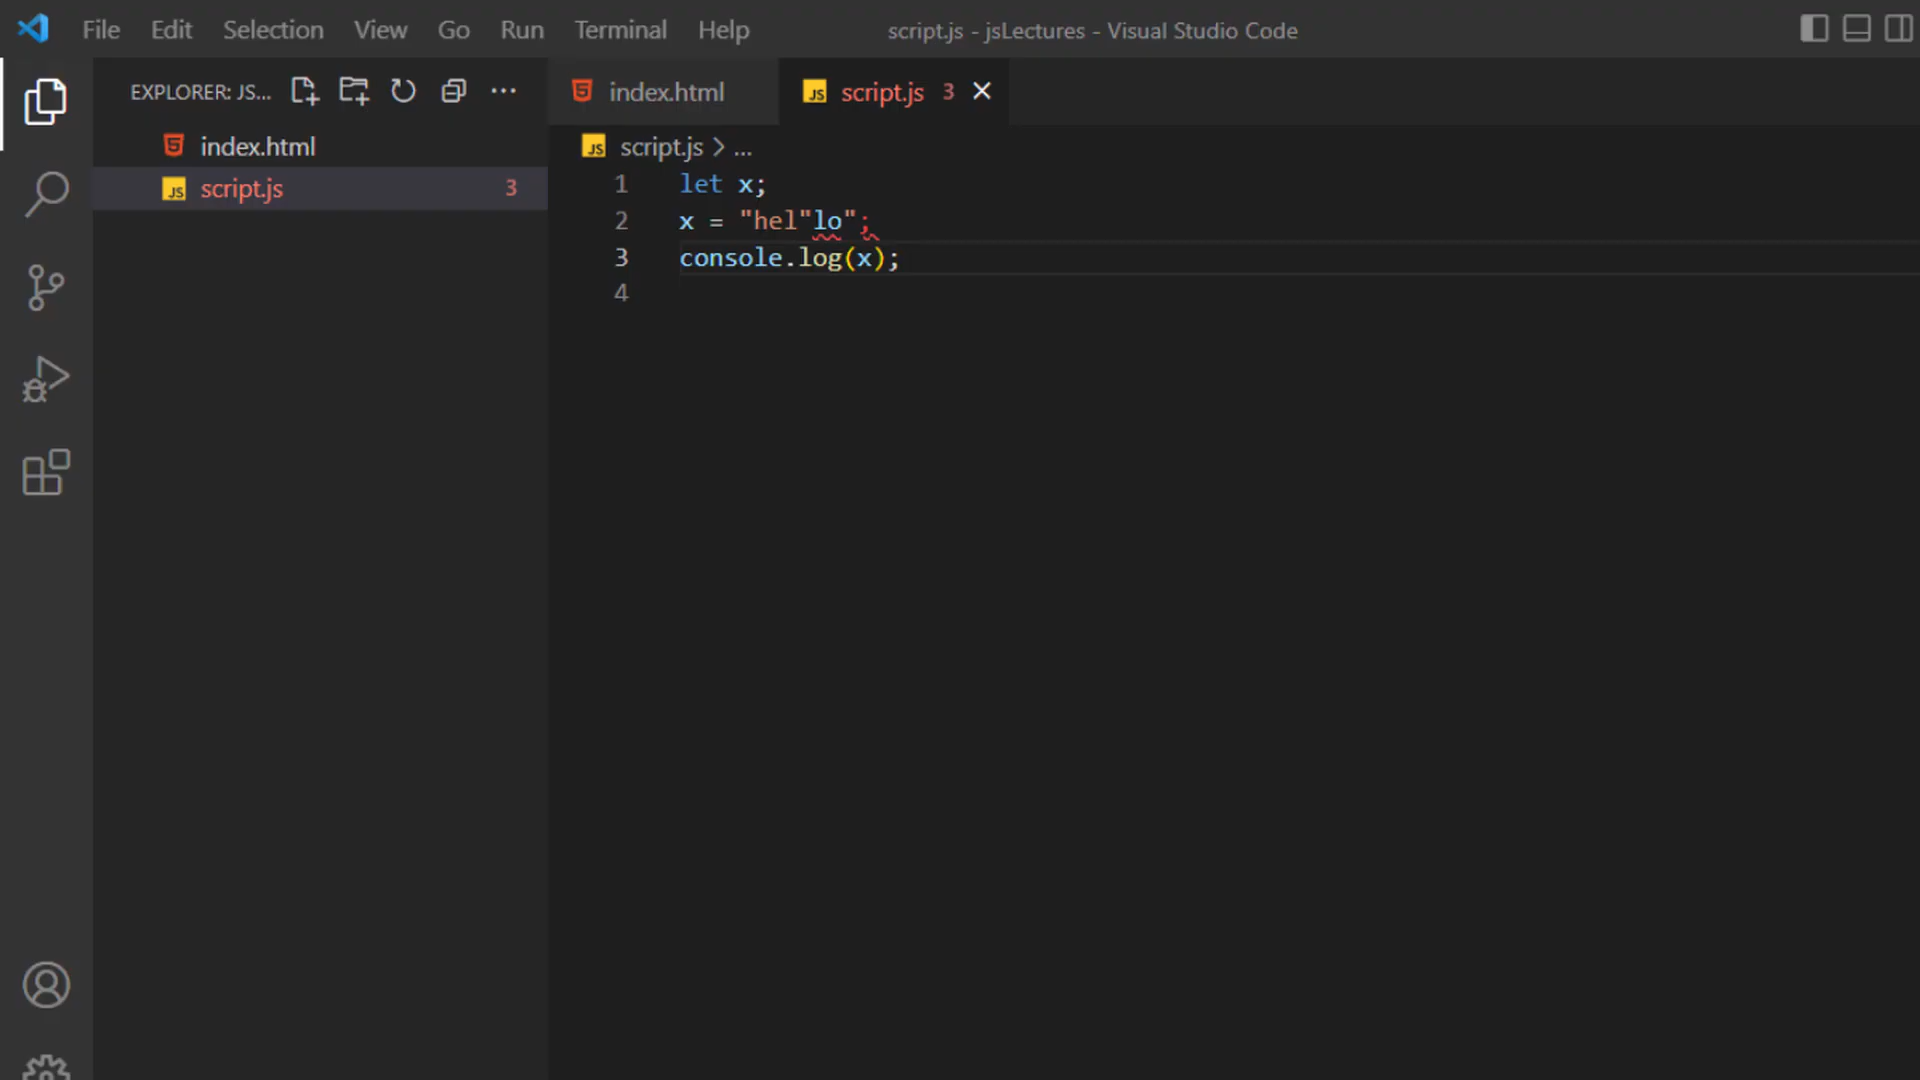 File Edit Selection View Go Run Terminal Help script.js - jsLectures - Visual Studio Code
EXPLORER: JS...
index.html
script.js 3
index.html
script.js 3
script.js > ...
1 let x;
2 x = "hel"lo";
3 console.log(x);
4